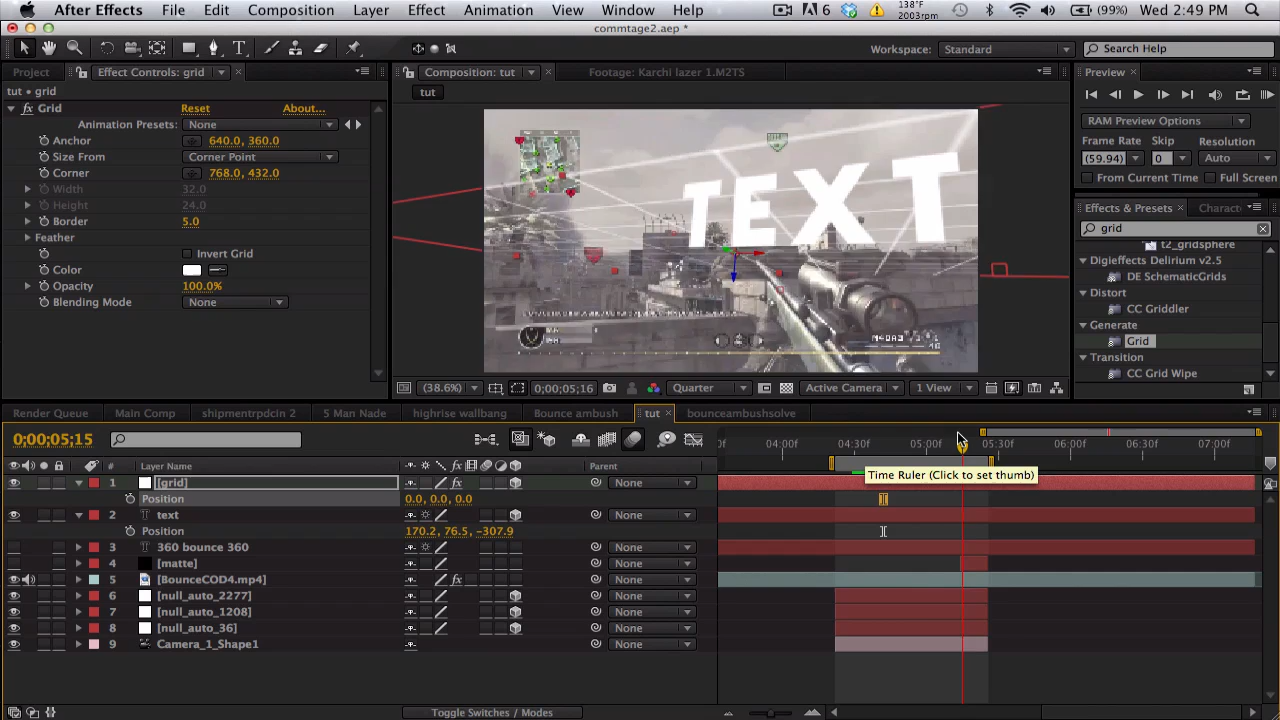 After Effects File Edit Composition Layer Effect Animation View Window Help 6 138°F 2003rpm (99%) Wed 2:49 PM
commtage2.aep *
Workspace: Standard Search Help
Project Effect Controls: grid Composition: tut Footage: Karchi lazer 1.M2TS Preview
tut • grid
tut
fx Grid Reset About...
Animation Presets: None
Anchor 640.0, 360.0
Size From Corner Point
Corner 768.0, 432.0
Width 32.0
Height 24.0
Border 5.0
Feather
Invert Grid
Color
Opacity 100.0%
Blending Mode None
TEXT
(38.6%) 0;00;05;16 Quarter Active Camera 1 View
RAM Preview Options
Frame Rate Skip Resolution
(59.94) 0 Auto
From Current Time Full Screen
Effects & Presets Charact
grid
t2_gridsphere
Digieffects Delirium v2.5
DE SchematicGrids
Distort
CC Griddler
Generate
Grid
Transition
CC Grid Wipe
Render Queue Main Comp shipmentrpdcin 2 5 Man Nade highrise wallbang Bounce ambush tut bounceambushsolve
0;00;05;15
0f 04:00 04:30f 05:00f 05:30f 06:00f 06:30f 07:00f
# Layer Name fx Parent
Time Ruler (Click to set thumb)
1 [grid] fx None
Position 0.0, 0.0, 0.0
2 T text None
Position 170.2, 76.5, -307.9
3 T 360 bounce 360 None
4 [matte] None
5 [BounceCOD4.mp4] fx None
6 [null_auto_2277] None
7 [null_auto_1208] None
8 [null_auto_36] None
9 Camera_1_Shape1 None
Toggle Switches / Modes